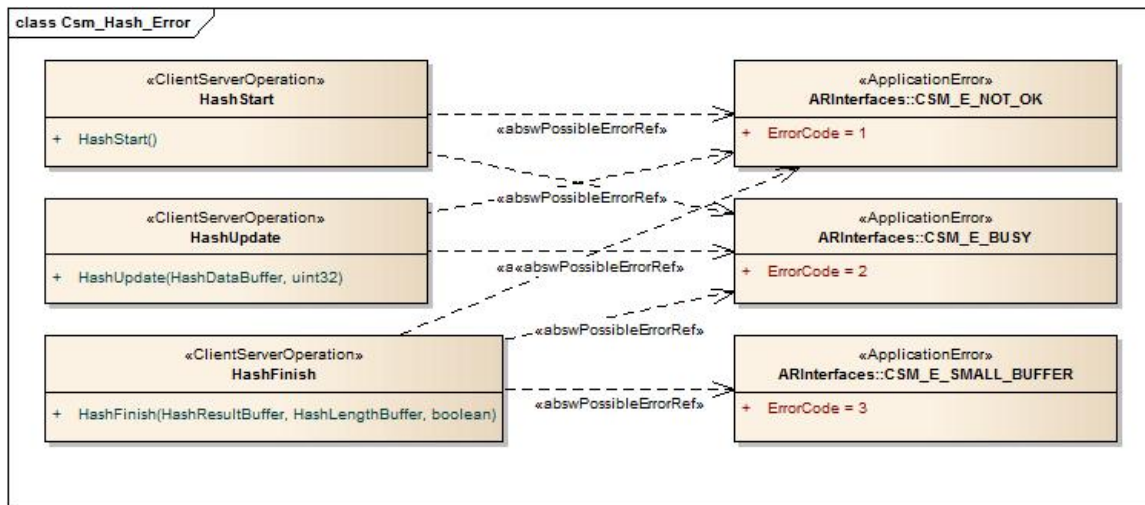 class Csm_Hash_Error
«ClientServerOperation»
HashStart
+ HashStart()
«ApplicationError»
ARInterfaces::CSM_E_NOT_OK
+ ErrorCode = 1
«abswPossibleErrorRef»
«abswPossibleErrorRef»
«ClientServerOperation»
HashUpdate
+ HashUpdate(HashDataBuffer, uint32)
«ApplicationError»
ARInterfaces::CSM_E_BUSY
+ ErrorCode = 2
«a«abswPossibleErrorRef»
«abswPossibleErrorRef»
«ClientServerOperation»
HashFinish
+ HashFinish(HashResultBuffer, HashLengthBuffer, boolean)
«ApplicationError»
ARInterfaces::CSM_E_SMALL_BUFFER
+ ErrorCode = 3
«abswPossibleErrorRef»